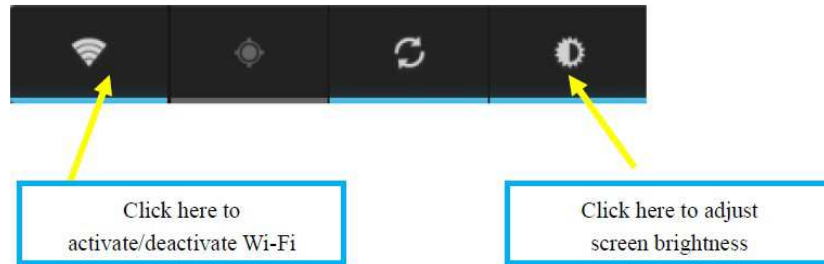 Click here to
activate/deactivate Wi-Fi
Click here to adjust
screen brightness